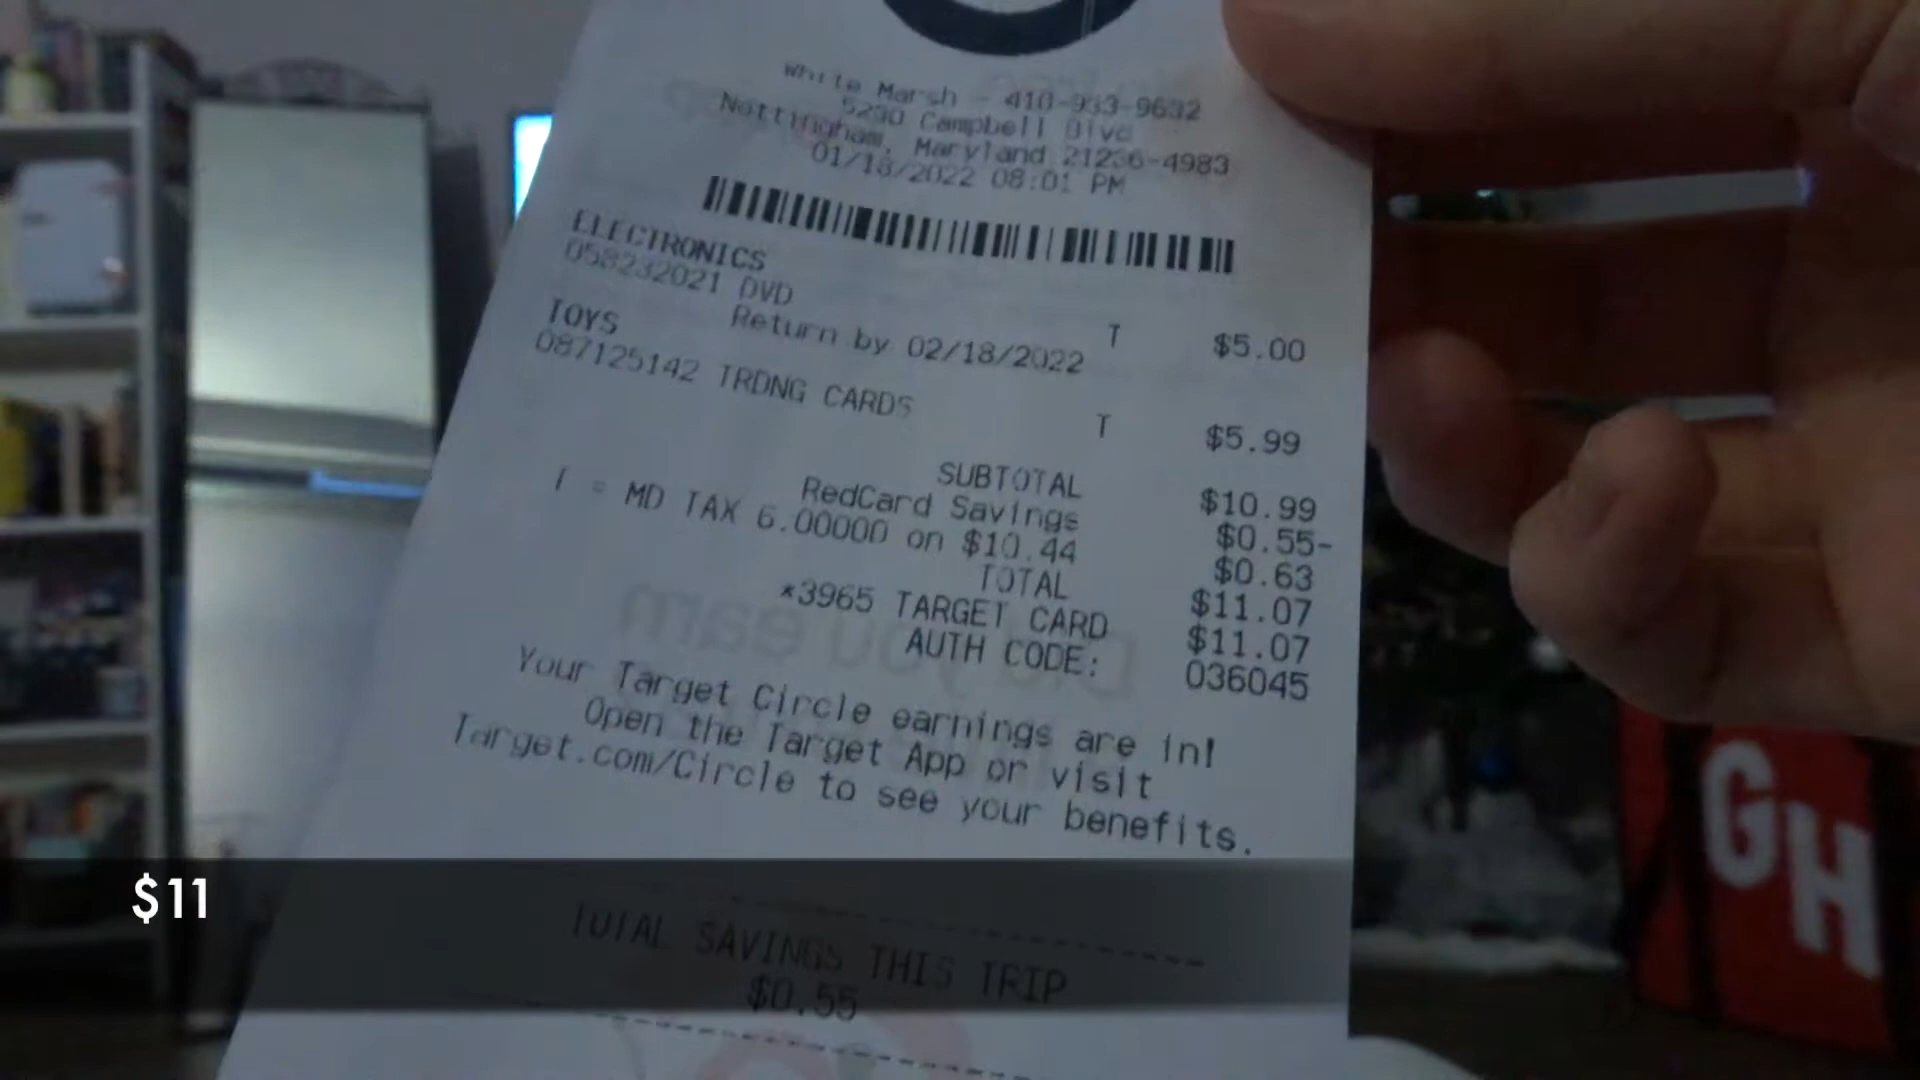 White Marsh - 410-933-9632
5230 Campbell Blvd
Nottingham, Maryland 21236-4983
01/18/2022 08:01 PM
ELECTRONICS
058232021 DVD T $5.00
Return by 02/18/2022
TOYS
087125142 TRDNG CARDS T $5.99
SUBTOTAL $10.99
RedCard Savings $0.55-
T = MD TAX 6.00000 on $10.44 $0.63
TOTAL $11.07
*3965 TARGET CARD $11.07
AUTH CODE: 036045
Your Target Circle earnings are in!
Open the Target App or visit
Target.com/Circle to see your benefits.
TOTAL SAVINGS THIS TRIP
$0.55
$11
GH